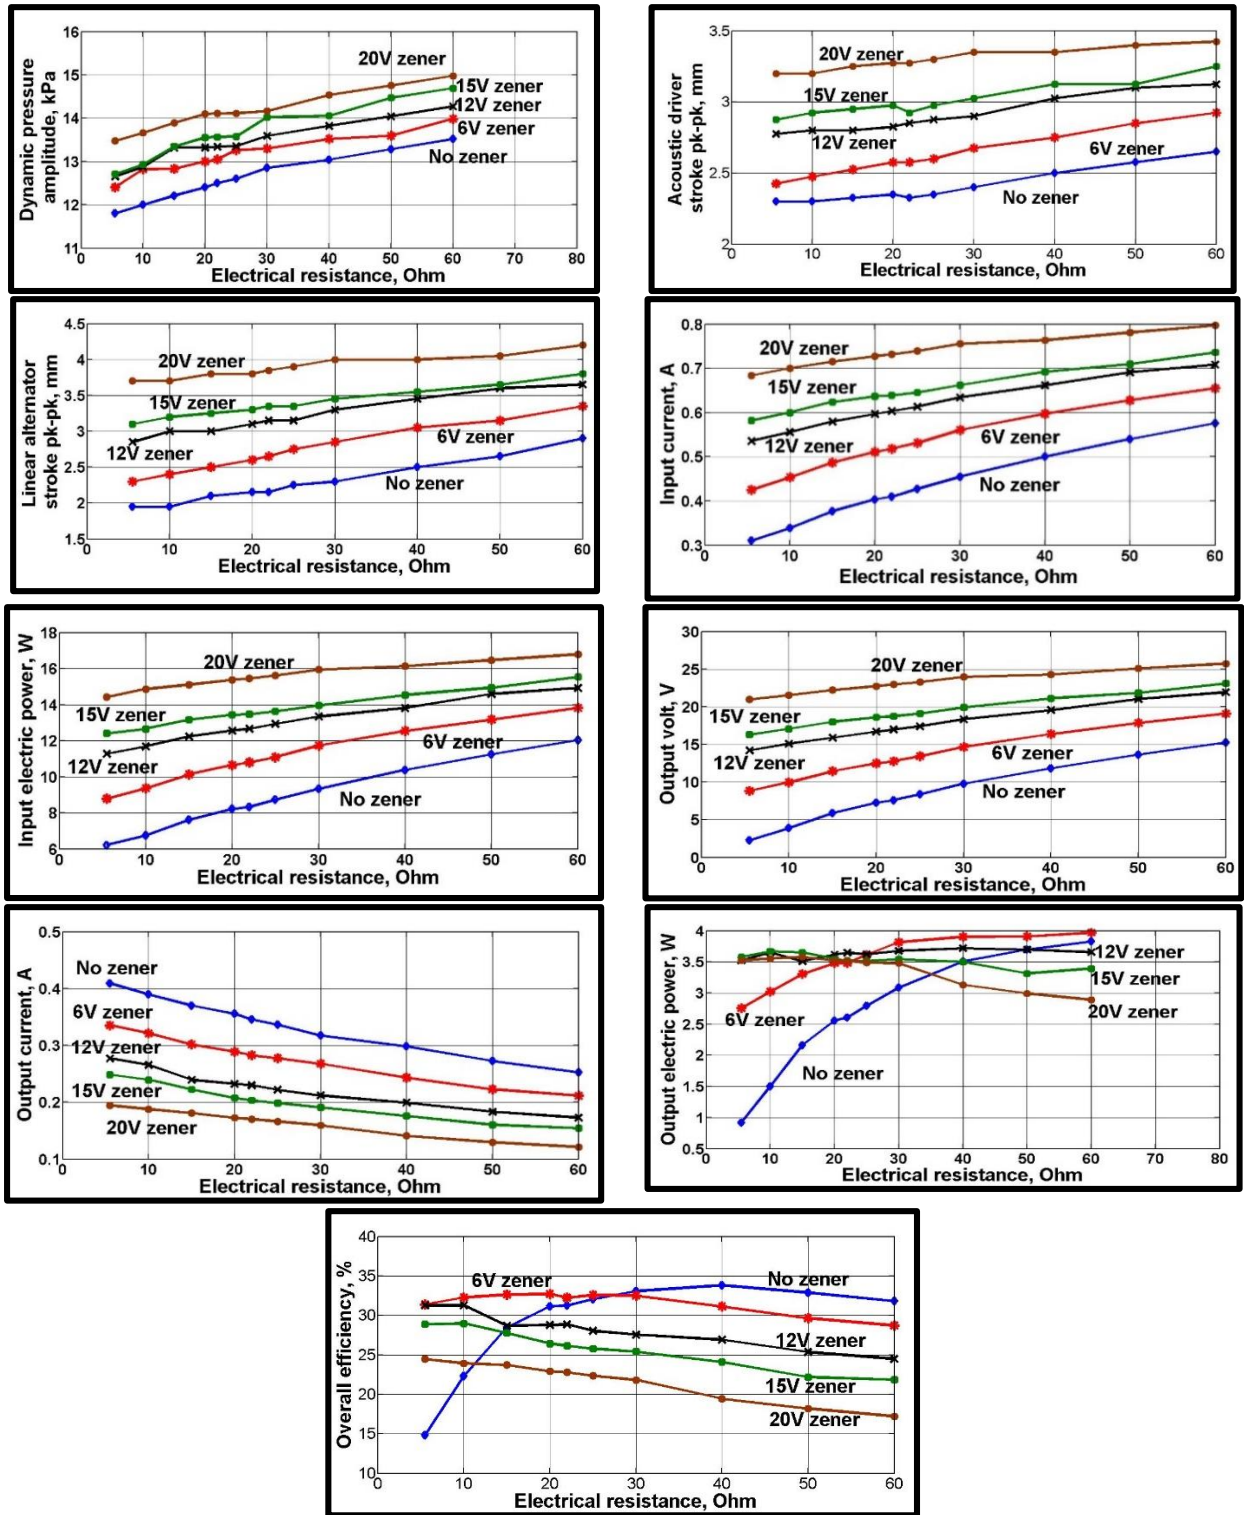 Dynamic pressure
amplitude, kPa
16
15
14
13
12
11
0
10
20
30
40
50
60
70
80
20V zener
15V zener
12V zener
6V zener
No zener
Electrical resistance, Ohm
Acoustic driver
stroke pk-pk, mm
3.5
3
2.5
2
0
10
20
30
40
50
60
20V zener
15V zener
12V zener
6V zener
No zener
Electrical resistance, Ohm
Linear alternator
stroke pk-pk, mm
4.5
4
3.5
3
2.5
2
1.5
0
10
20
30
40
50
60
20V zener
15V zener
12V zener
6V zener
No zener
Electrical resistance, Ohm
Input current, A
0.8
0.7
0.6
0.5
0.4
0.3
0
10
20
30
40
50
60
20V zener
15V zener
12V zener
6V zener
No zener
Electrical resistance, Ohm
Input electric power, W
18
16
14
12
10
8
6
0
10
20
30
40
50
60
20V zener
15V zener
12V zener
6V zener
No zener
Electrical resistance, Ohm
Output volt, V
30
25
20
15
10
5
0
0
10
20
30
40
50
60
20V zener
15V zener
12V zener
6V zener
No zener
Electrical resistance, Ohm
Output current, A
0.5
0.4
0.3
0.2
0.1
0
10
20
30
40
50
60
No zener
6V zener
12V zener
15V zener
20V zener
Electrical resistance, Ohm
Output electric power, W
4
3.5
3
2.5
2
1.5
1
0.5
0
10
20
30
40
50
60
70
80
12V zener
15V zener
20V zener
6V zener
No zener
Electrical resistance, Ohm
Overall efficiency, %
40
35
30
25
20
15
10
0
10
20
30
40
50
60
6V zener
No zener
12V zener
15V zener
20V zener
Electrical resistance, Ohm